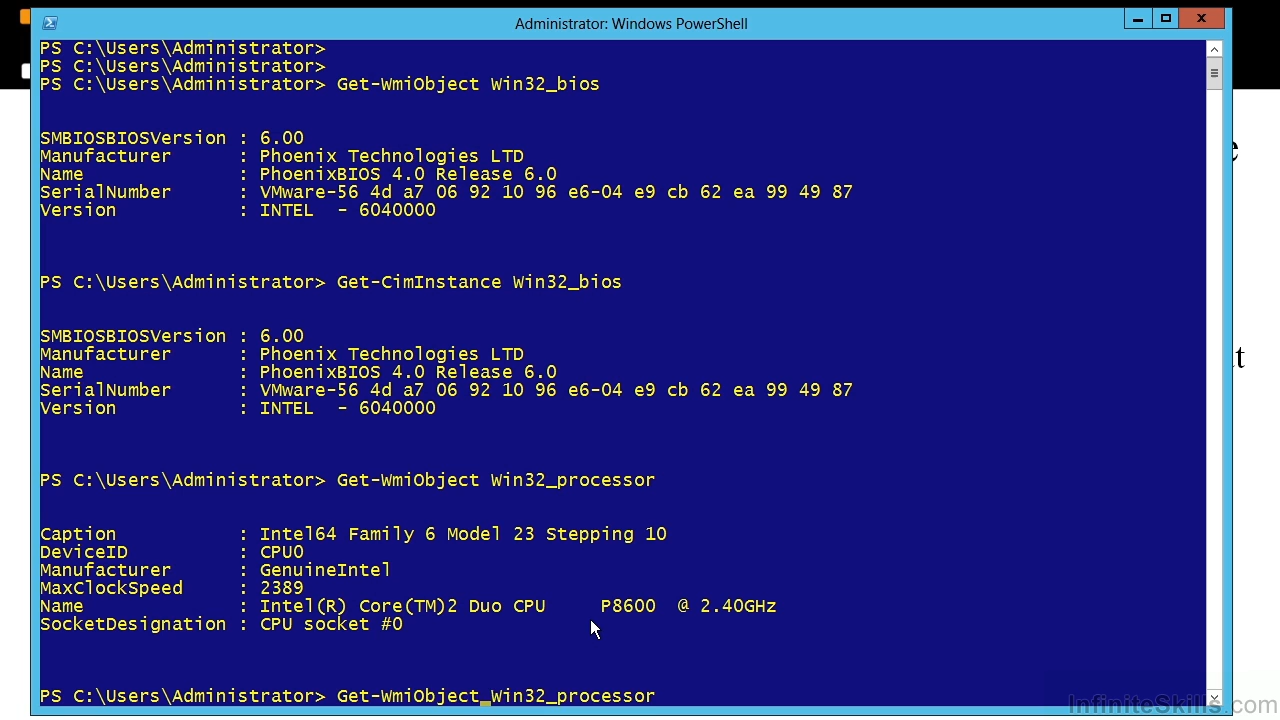 Administrator: Windows PowerShell
PS C:\Users\Administrator>
PS C:\Users\Administrator>
PS C:\Users\Administrator> Get-WmiObject Win32_bios
SMBIOSBIOSVersion : 6.00
Manufacturer : Phoenix Technologies LTD
Name : PhoenixBIOS 4.0 Release 6.0
SerialNumber : VMware-56 4d a7 06 92 10 96 e6-04 e9 cb 62 ea 99 49 87
Version : INTEL - 6040000
PS C:\Users\Administrator> Get-CimInstance Win32_bios
SMBIOSBIOSVersion : 6.00
Manufacturer : Phoenix Technologies LTD
Name : PhoenixBIOS 4.0 Release 6.0
SerialNumber : VMware-56 4d a7 06 92 10 96 e6-04 e9 cb 62 ea 99 49 87
Version : INTEL - 6040000
PS C:\Users\Administrator> Get-WmiObject Win32_processor
Caption : Intel64 Family 6 Model 23 Stepping 10
DeviceID : CPU0
Manufacturer : GenuineIntel
MaxClockSpeed : 2389
Name : Intel(R) Core(TM)2 Duo CPU P8600 @ 2.40GHz
SocketDesignation : CPU socket #0
PS C:\Users\Administrator> Get-WmiObject Win32_processor
InfiniteSkills.com